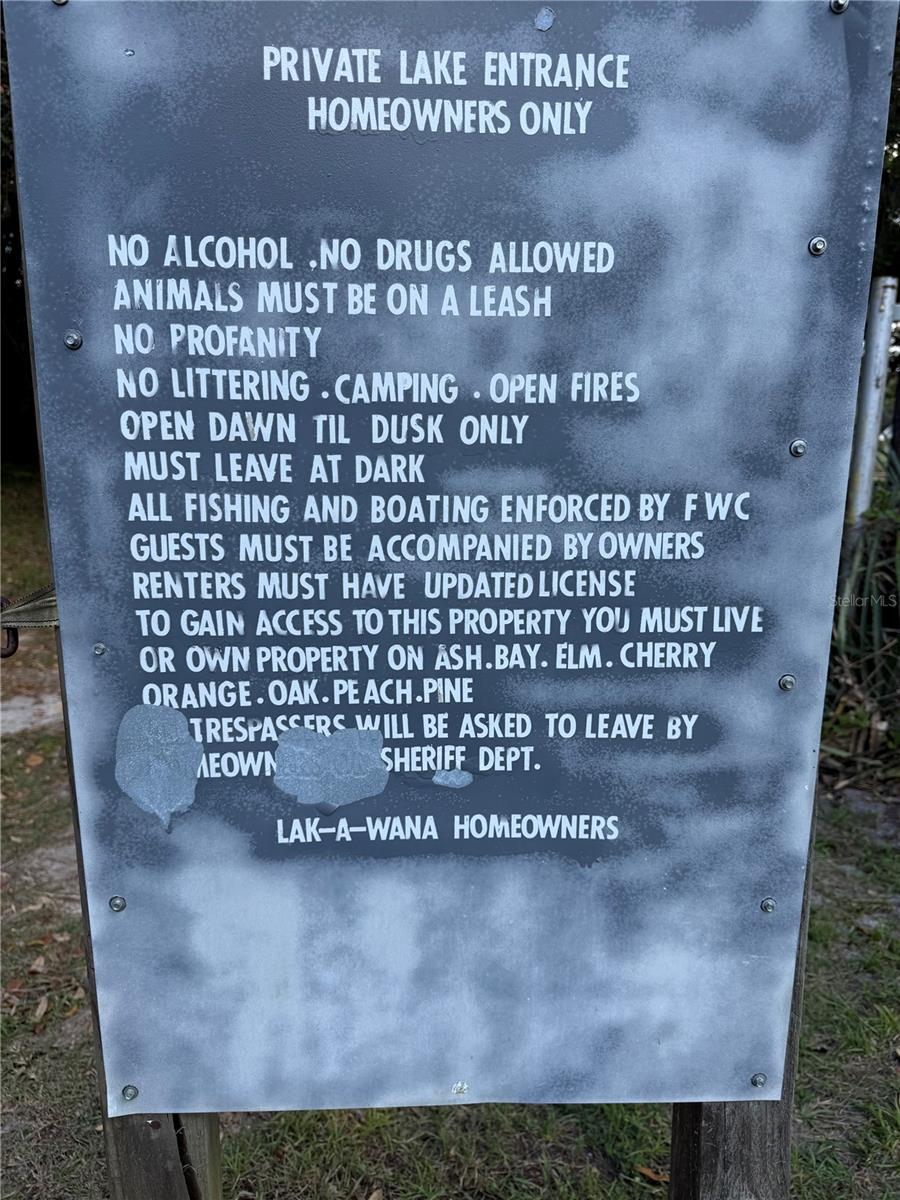 PRIVATE LAKE ENTRANCE
HOMEOWNERS ONLY
NO ALCOHOL .NO DRUGS ALLOWED
ANIMALS MUST BE ON A LEASH
NO PROFANITY
NO LITTERING . CAMPING . OPEN FIRES
OPEN DAWN TIL DUSK ONLY
MUST LEAVE AT DARK
ALL FISHING AND BOATING ENFORCED BY FWC
GUESTS MUST BE ACCOMPANIED BY OWNERS
RENTERS MUST HAVE UPDATED LICENSE
TO GAIN ACCESS TO THIS PROPERTY YOU MUST LIVE
OR OWN PROPERTY ON ASH.BAY. ELM. CHERRY
ORANGE.OAK.PEACH.PINE
TRESPASSERS WILL BE ASKED TO LEAVE BY
SHERIFF DEPT.
LAK-A-WANA HOMEOWNERS
StellarMLS